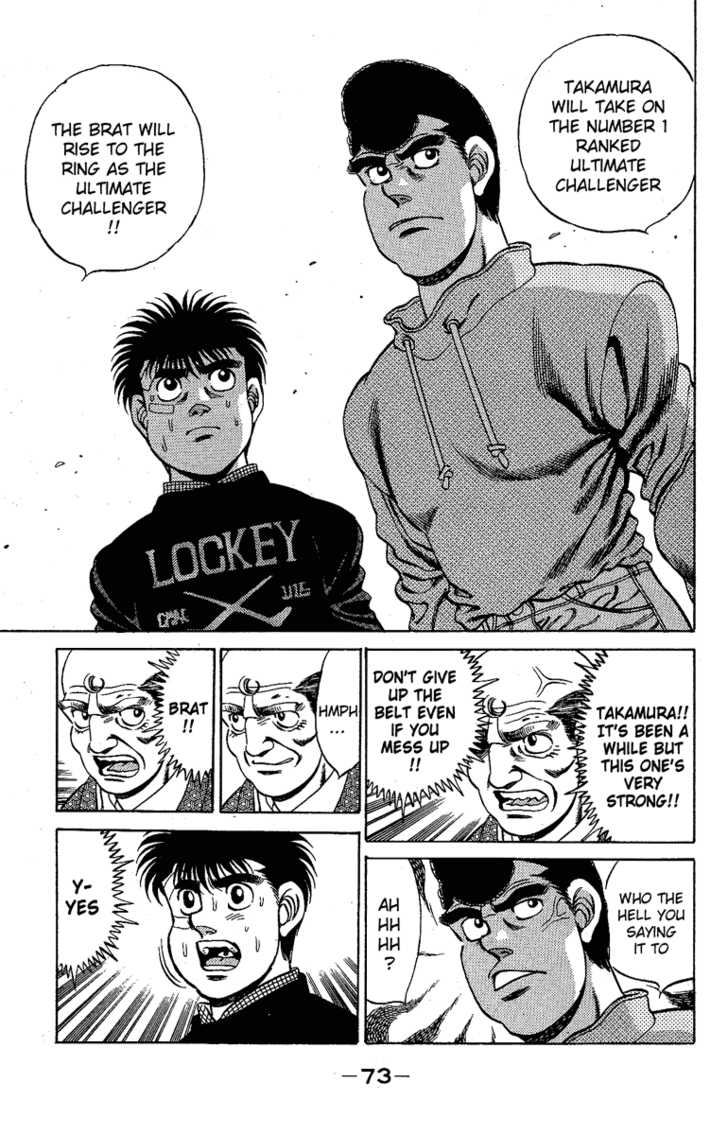 TAKAMURA
WILL TAKE ON
THE NUMBER 1
RANKED
ULTIMATE
CHALLENGER
THE BRAT WILL
RISE TO THE
RING AS THE
ULTIMATE
CHALLENGER
!!
LOCKEY
TAKAMURA!!
IT'S BEEN A
WHILE BUT
THIS ONE'S
VERY
STRONG!!
DON'T GIVE
UP THE
BELT EVEN
IF YOU
MESS UP
!!
HMPH
...
BRAT
!!
WHO THE
HELL YOU
SAYING
IT TO
AH
HH
HH
?
Y-
YES
-73-